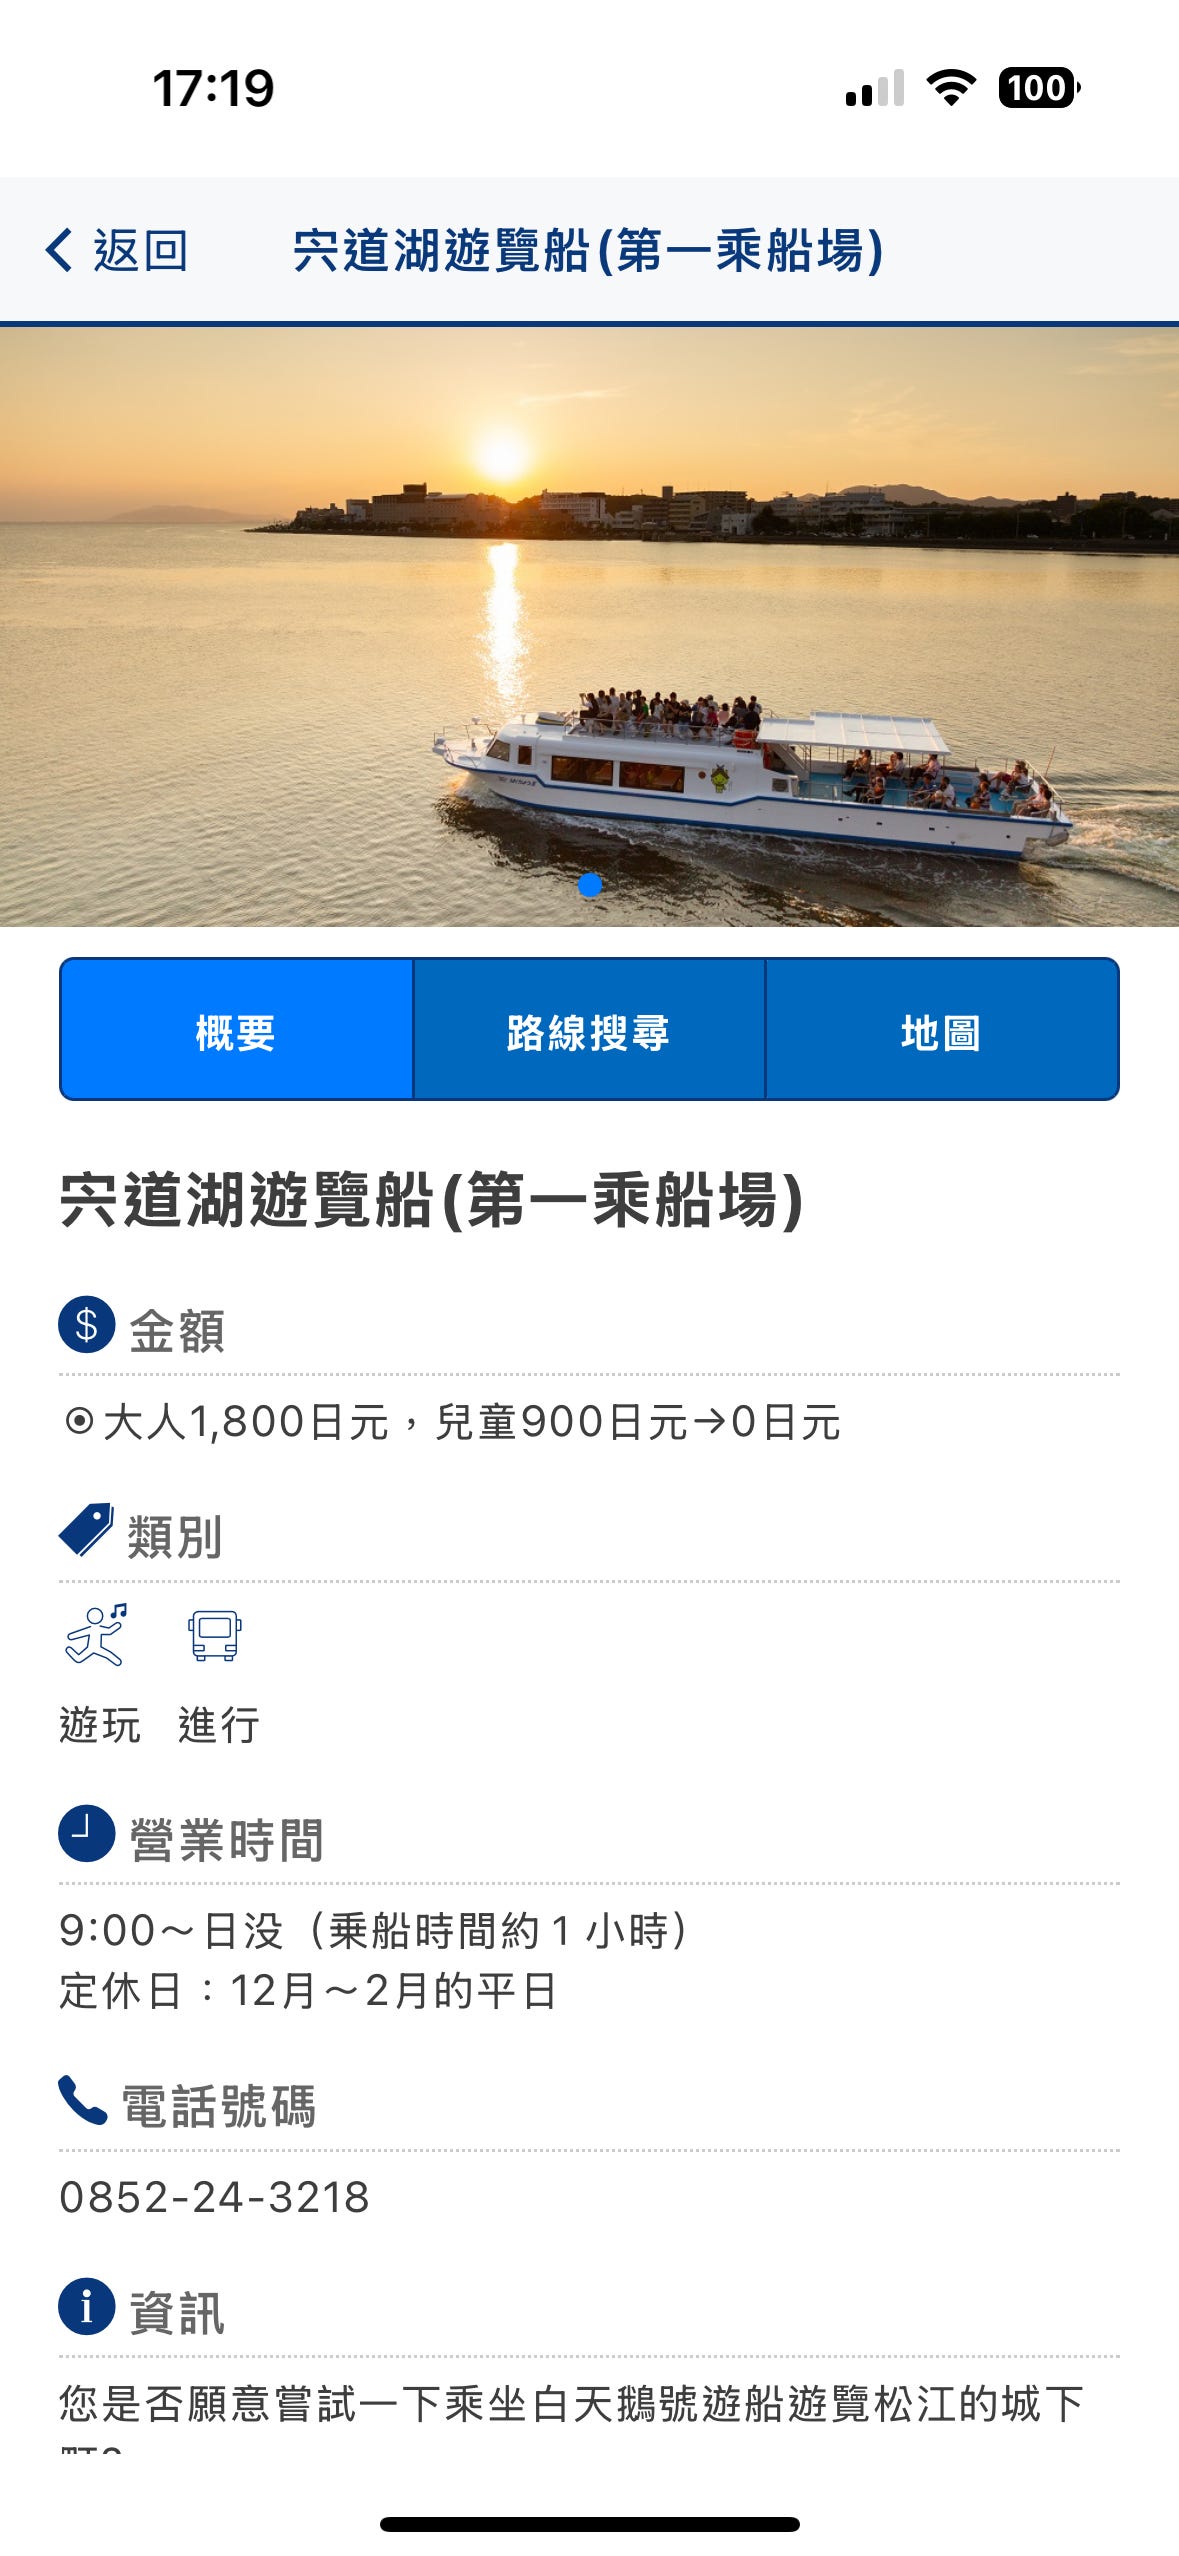 17:19
100
返回
宍道湖遊覽船(第一乘船場)
概要
路線搜尋
地圖
宍道湖遊覽船(第一乘船場)
金額
⦿大人1,800日元，兒童900日元→0日元
類別
遊玩
進行
營業時間
9:00～日没（乘船時間約 1 小時）
定休日：12月～2月的平日
電話號碼
0852-24-3218
資訊
您是否願意嘗試一下乘坐白天鵝號遊船遊覽松江的城下